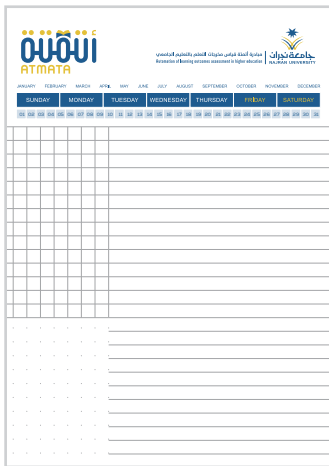 أتمتة
ATMATA
مبادرة أتمتة قياس مخرجات التعلم بالتعليم الجامعي
Automation of learning outcomes assessment in higher education
جامعة نجران
NAJRAN UNIVERSITY
JANUARY FEBRUARY MARCH APRIL MAY JUNE JULY AUGUST SEPTEMBER OCTOBER NOVEMBER DECEMBER
SUNDAY MONDAY TUESDAY WEDNESDAY THURSDAY FRIDAY SATURDAY
01 02 03 04 05 06 07 08 09 10 11 12 13 14 15 16 17 18 19 20 21 22 23 24 25 26 27 28 29 30 31